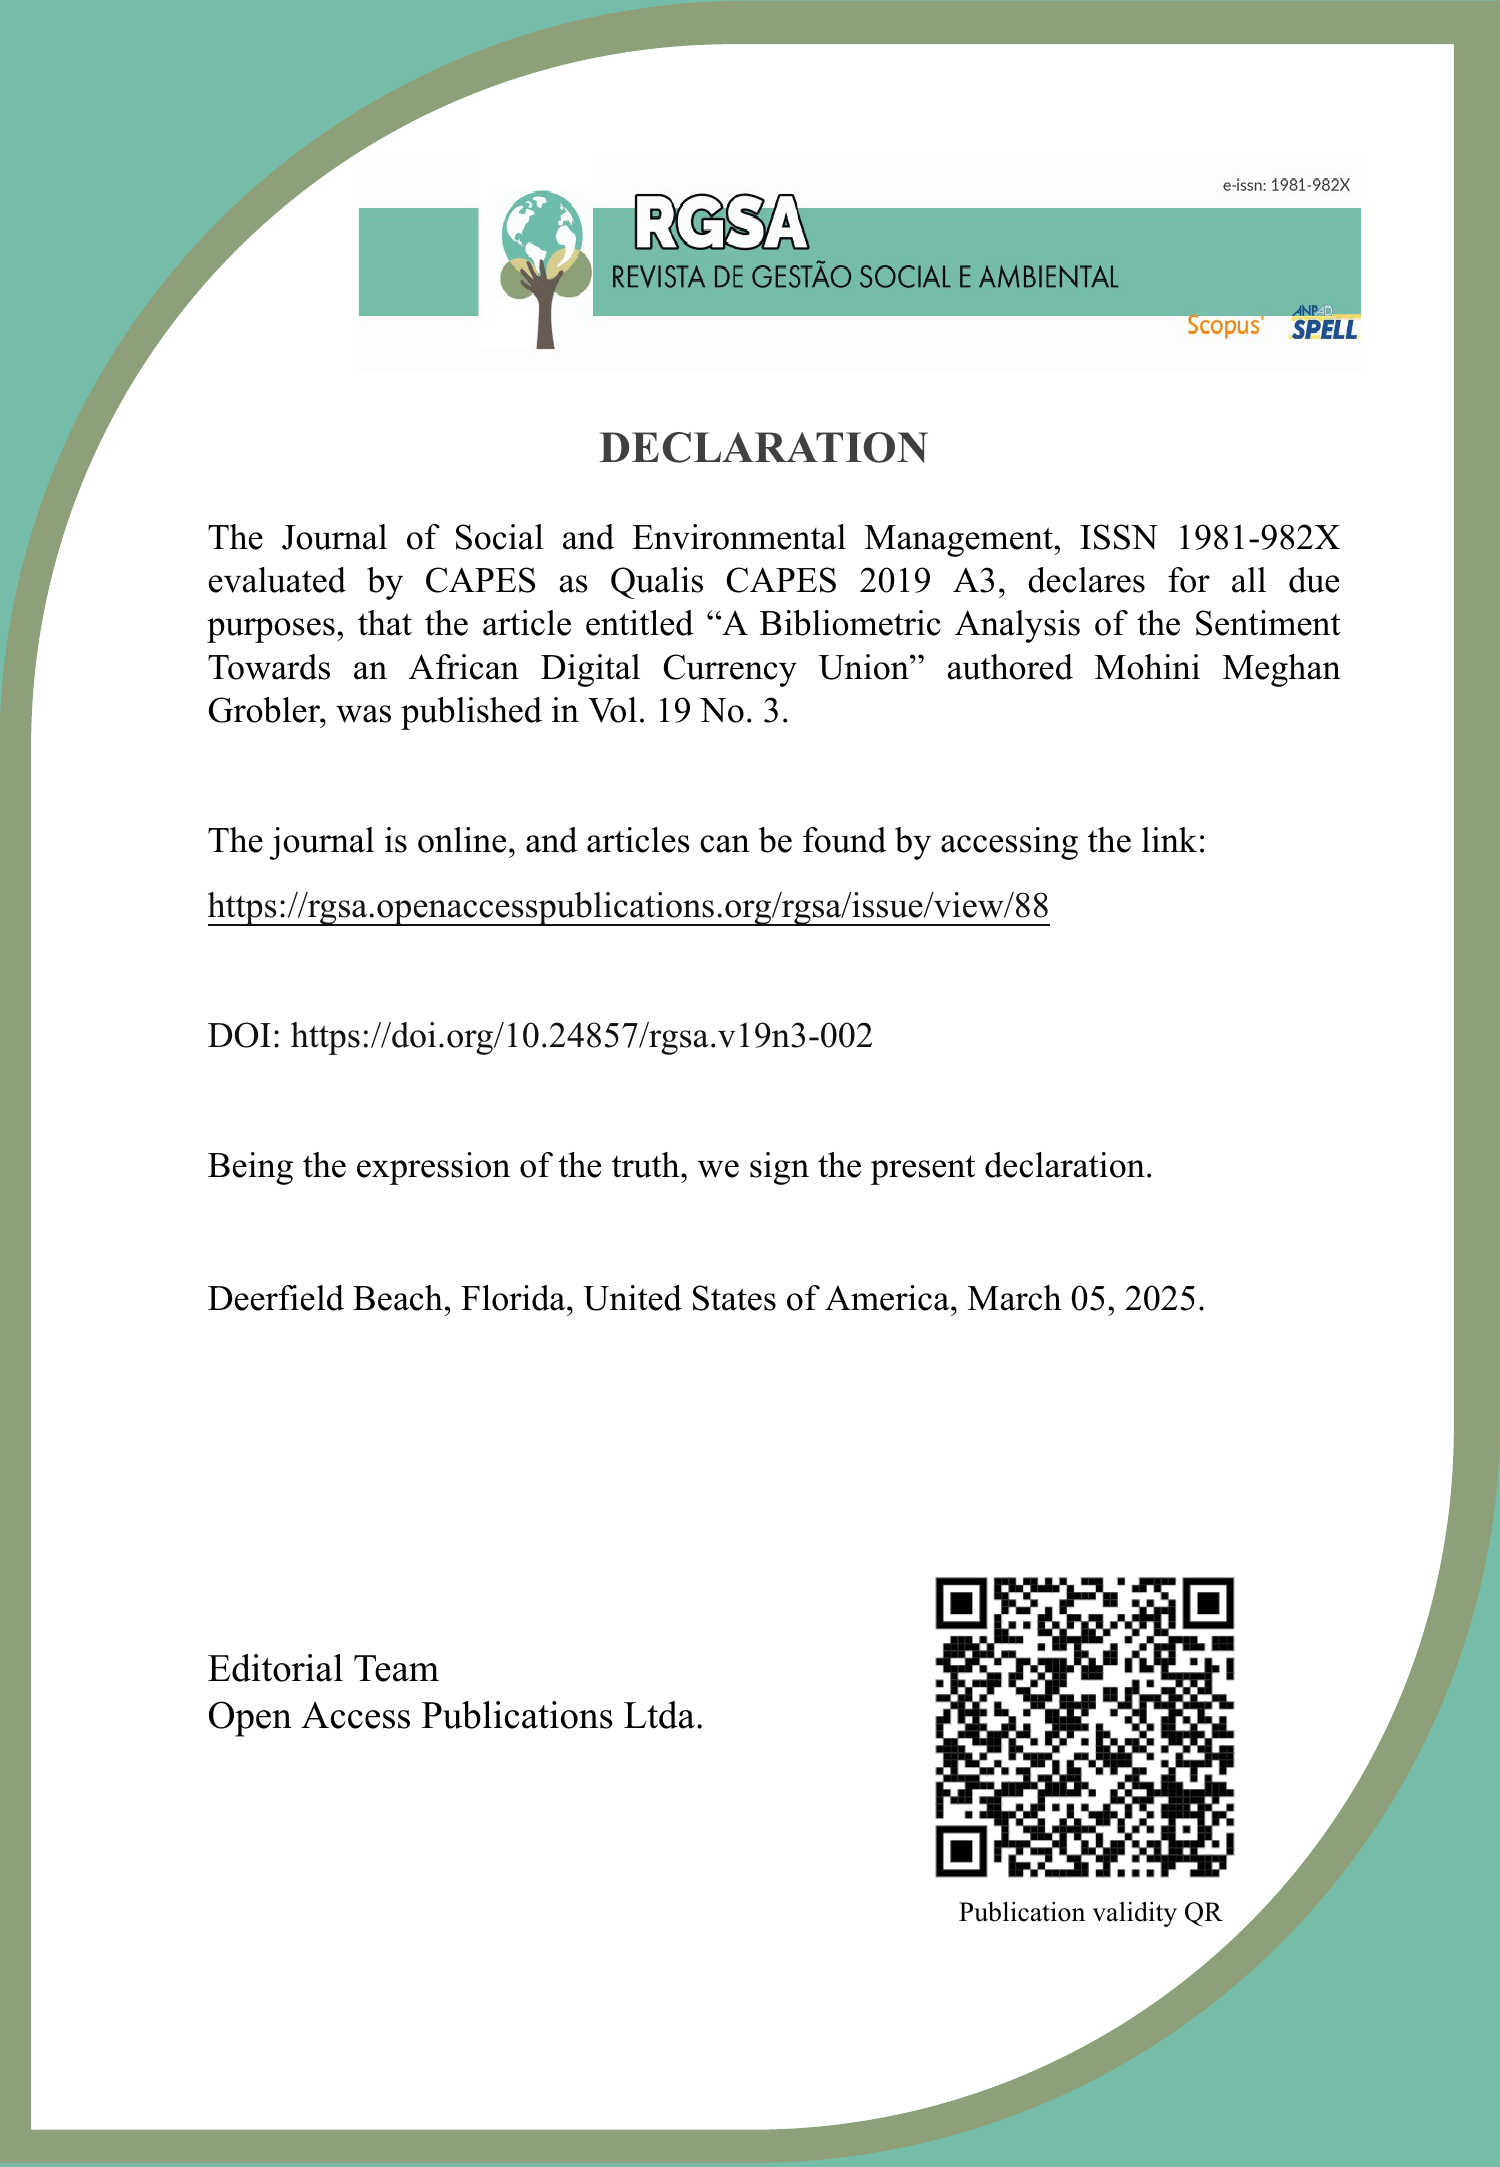 e-issn: 1981-982X
RGSA
REVISTA DE GESTÃO SOCIAL E AMBIENTAL
Scopus'
ANPAD
SPELL
DECLARATION
The Journal of Social and Environmental Management, ISSN 1981-982X
evaluated by CAPES as Qualis CAPES 2019 A3, declares for all due
purposes, that the article entitled “A Bibliometric Analysis of the Sentiment
Towards an African Digital Currency Union” authored Mohini Meghan
Grobler, was published in Vol. 19 No. 3.
The journal is online, and articles can be found by accessing the link:
https://rgsa.openaccesspublications.org/rgsa/issue/view/88
DOI: https://doi.org/10.24857/rgsa.v19n3-002
Being the expression of the truth, we sign the present declaration.
Deerfield Beach, Florida, United States of America, March 05, 2025.
Editorial Team
Open Access Publications Ltda.
Publication validity QR